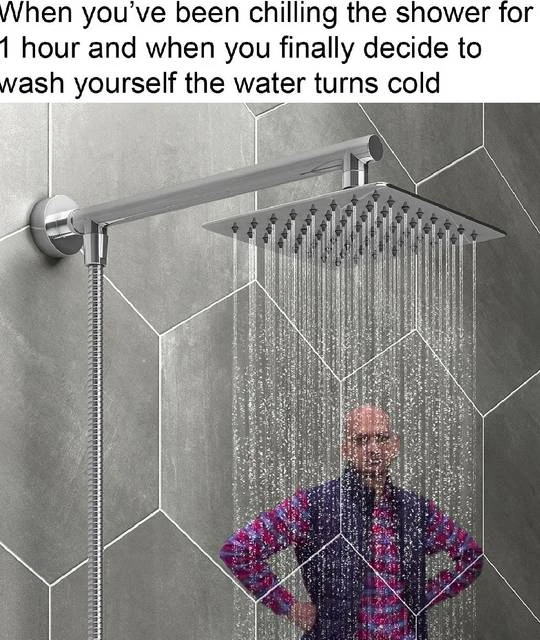 When you've been chilling the shower for
1 hour and when you finally decide to
wash yourself the water turns cold